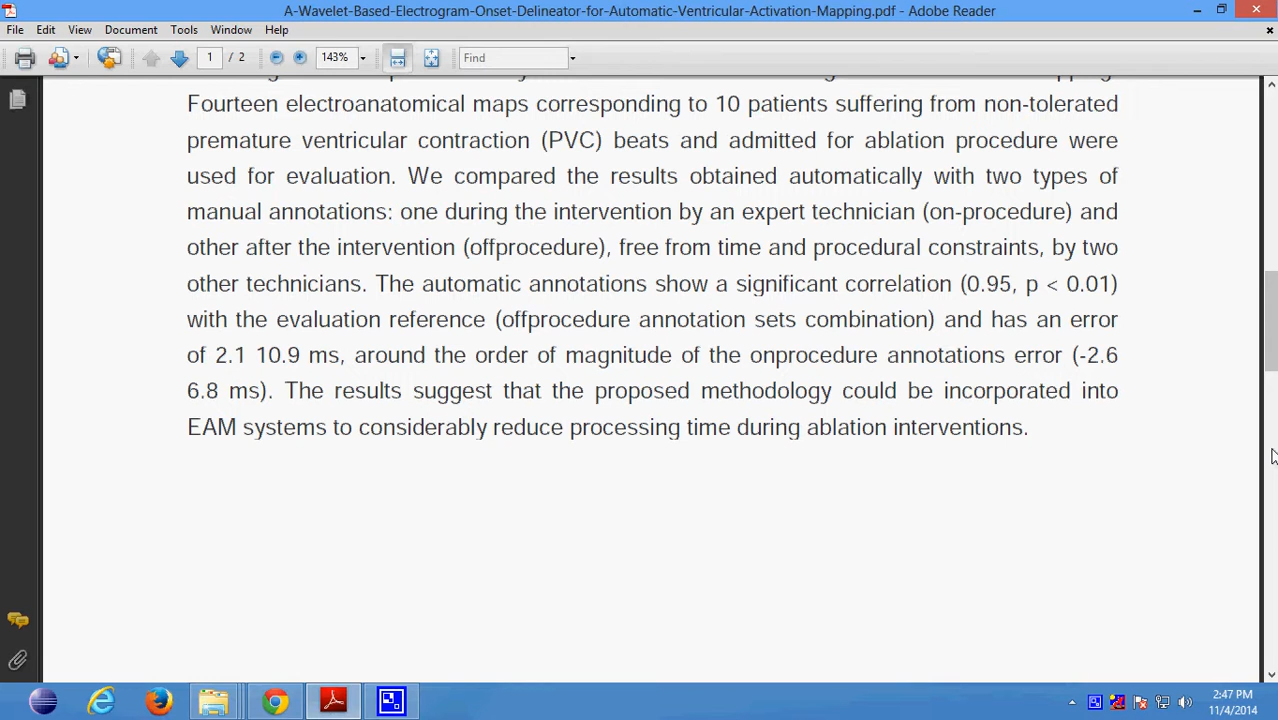 A-Wavelet-Based-Electrogram-Onset-Delineator-for-Automatic-Ventricular-Activation-Mapping.pdf - Adobe Reader
File Edit View Document Tools Window Help
1 / 2 143% Find
Fourteen electroanatomical maps corresponding to 10 patients suffering from non-tolerated
premature ventricular contraction (PVC) beats and admitted for ablation procedure were
used for evaluation. We compared the results obtained automatically with two types of
manual annotations: one during the intervention by an expert technician (on-procedure) and
other after the intervention (offprocedure), free from time and procedural constraints, by two
other technicians. The automatic annotations show a significant correlation (0.95, p < 0.01)
with the evaluation reference (offprocedure annotation sets combination) and has an error
of 2.1 10.9 ms, around the order of magnitude of the onprocedure annotations error (-2.6
6.8 ms). The results suggest that the proposed methodology could be incorporated into
EAM systems to considerably reduce processing time during ablation interventions.
2:47 PM
11/4/2014